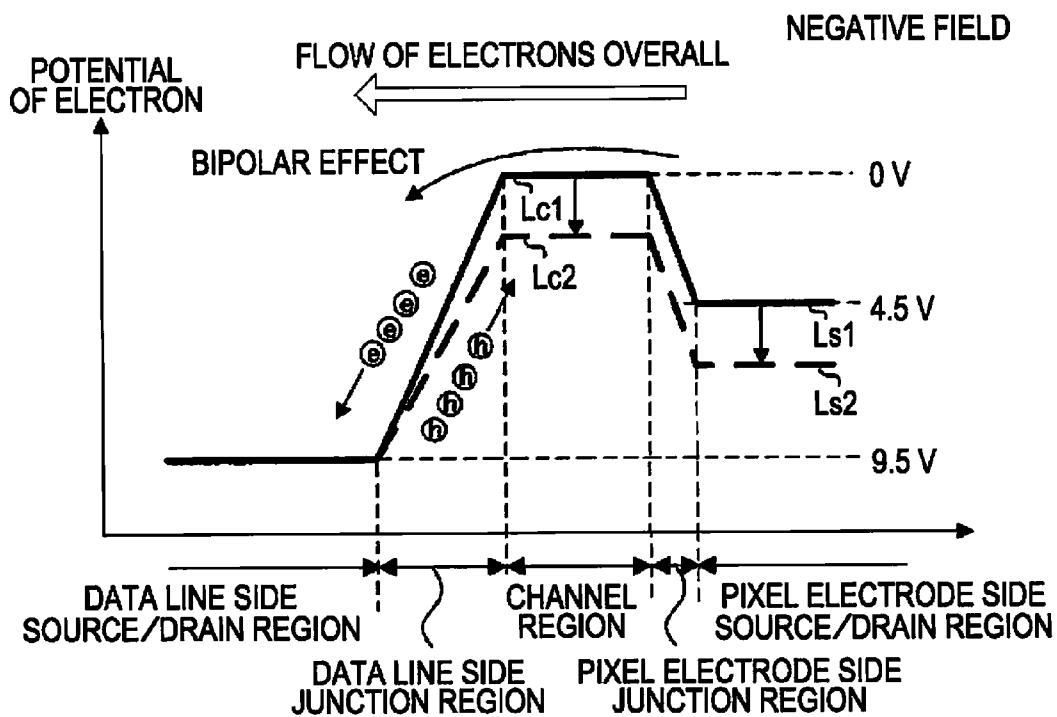 NEGATIVE FIELD
FLOW OF ELECTRONS OVERALL
POTENTIAL
OF ELECTRON
BIPOLAR EFFECT
0 V
Lc1
Lc2
e
e
e
e
h
h
h
h
4.5 V
Ls1
Ls2
9.5 V
DATA LINE SIDE
SOURCE/DRAIN REGION
CHANNEL
REGION
PIXEL ELECTRODE SIDE
SOURCE/DRAIN REGION
DATA LINE SIDE
JUNCTION REGION
PIXEL ELECTRODE SIDE
JUNCTION REGION